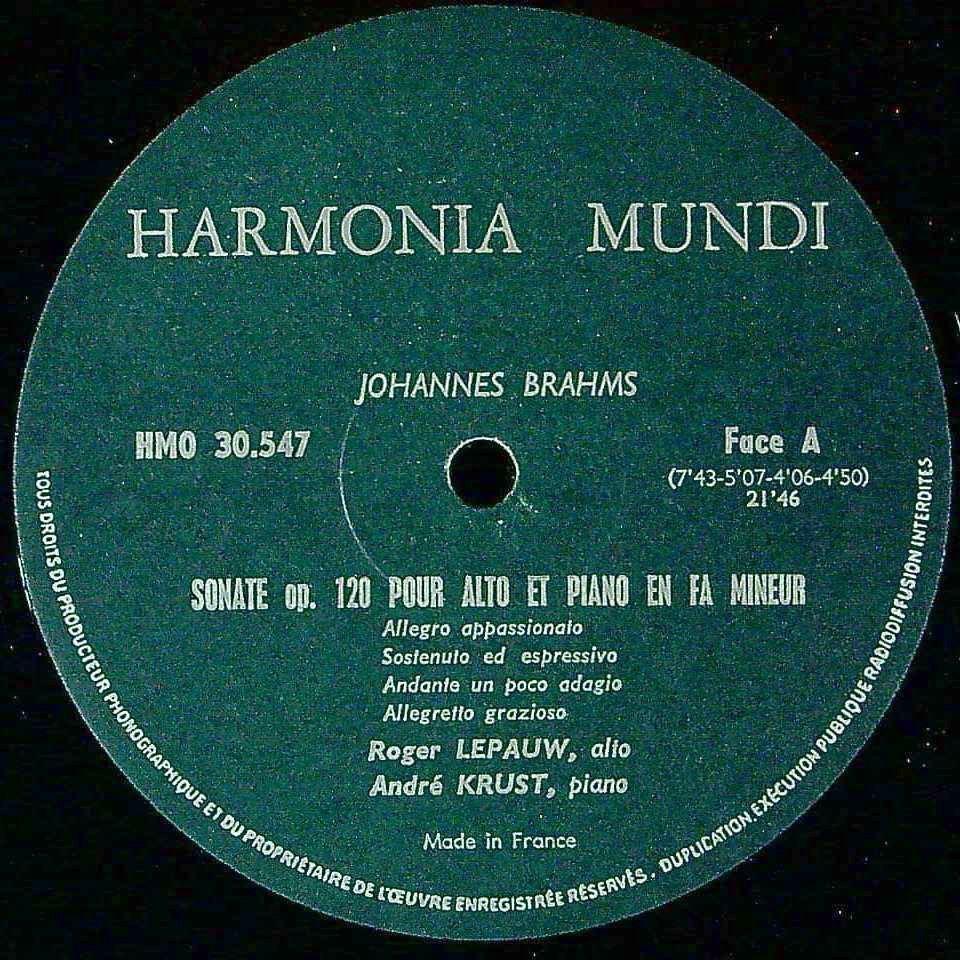 HARMONIA MUNDI
JOHANNES BRAHMS
HMO 30.547
Face A
(7'43-5'07-4'06-4'50)
21'46
SONATE op. 120 POUR ALTO ET PIANO EN FA MINEUR
Allegro appassionato
Sostenuto ed espressivo
Andante un poco adagio
Allegretto grazioso
Roger LEPAUW, alto
André KRUST, piano
Made in France
TOUS DROITS DU PRODUCTEUR PHONOGRAPHIQUE ET DU PROPRIÉTAIRE DE L'ŒUVRE ENREGISTRÉE RÉSERVÉS. DUPLICATION EXÉCUTION PUBLIQUE RADIODIFFUSION INTERDITES